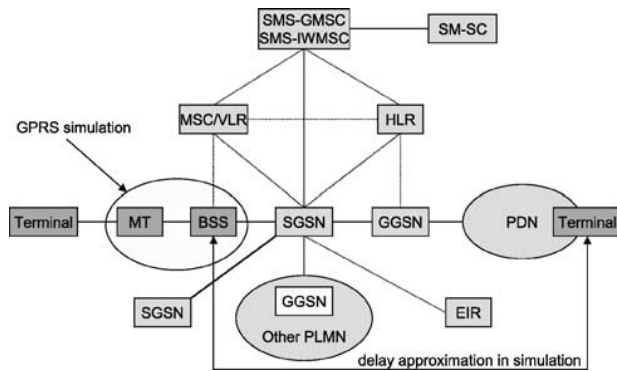 SMS-GMSC
SMS-IWMSC
SM-SC
MSC/VLR
HLR
GPRS simulation
Terminal
MT
BSS
SGSN
GGSN
PDN
Terminal
SGSN
GGSN
Other PLMN
EIR
delay approximation in simulation